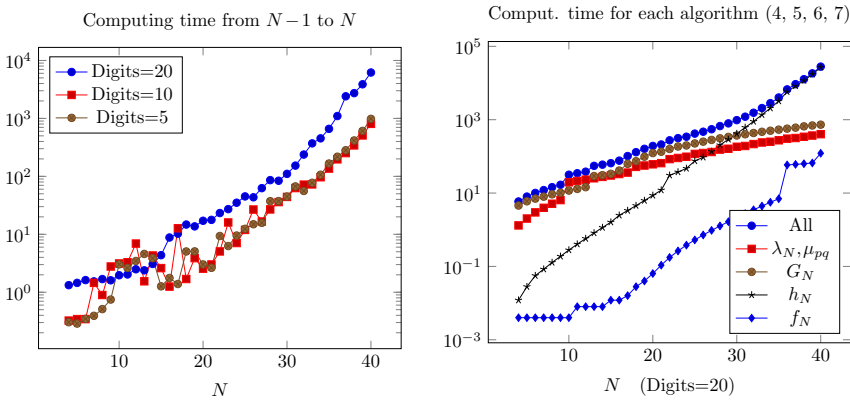 Computing time from N−1 to N
10^4
10^3
10^2
10^1
10^0
Digits=20
Digits=10
Digits=5
10
20
30
40
N
Comput. time for each algorithm (4, 5, 6, 7)
10^5
10^3
10^1
10^−1
10^−3
All
λ_N, μ_pq
G_N
h_N
f_N
10
20
30
40
N (Digits=20)